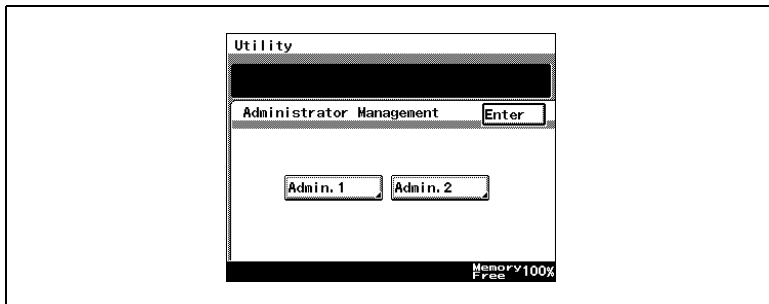 Utility
Administrator Management
Enter
Admin. 1
Admin. 2
Memory
Free
100%